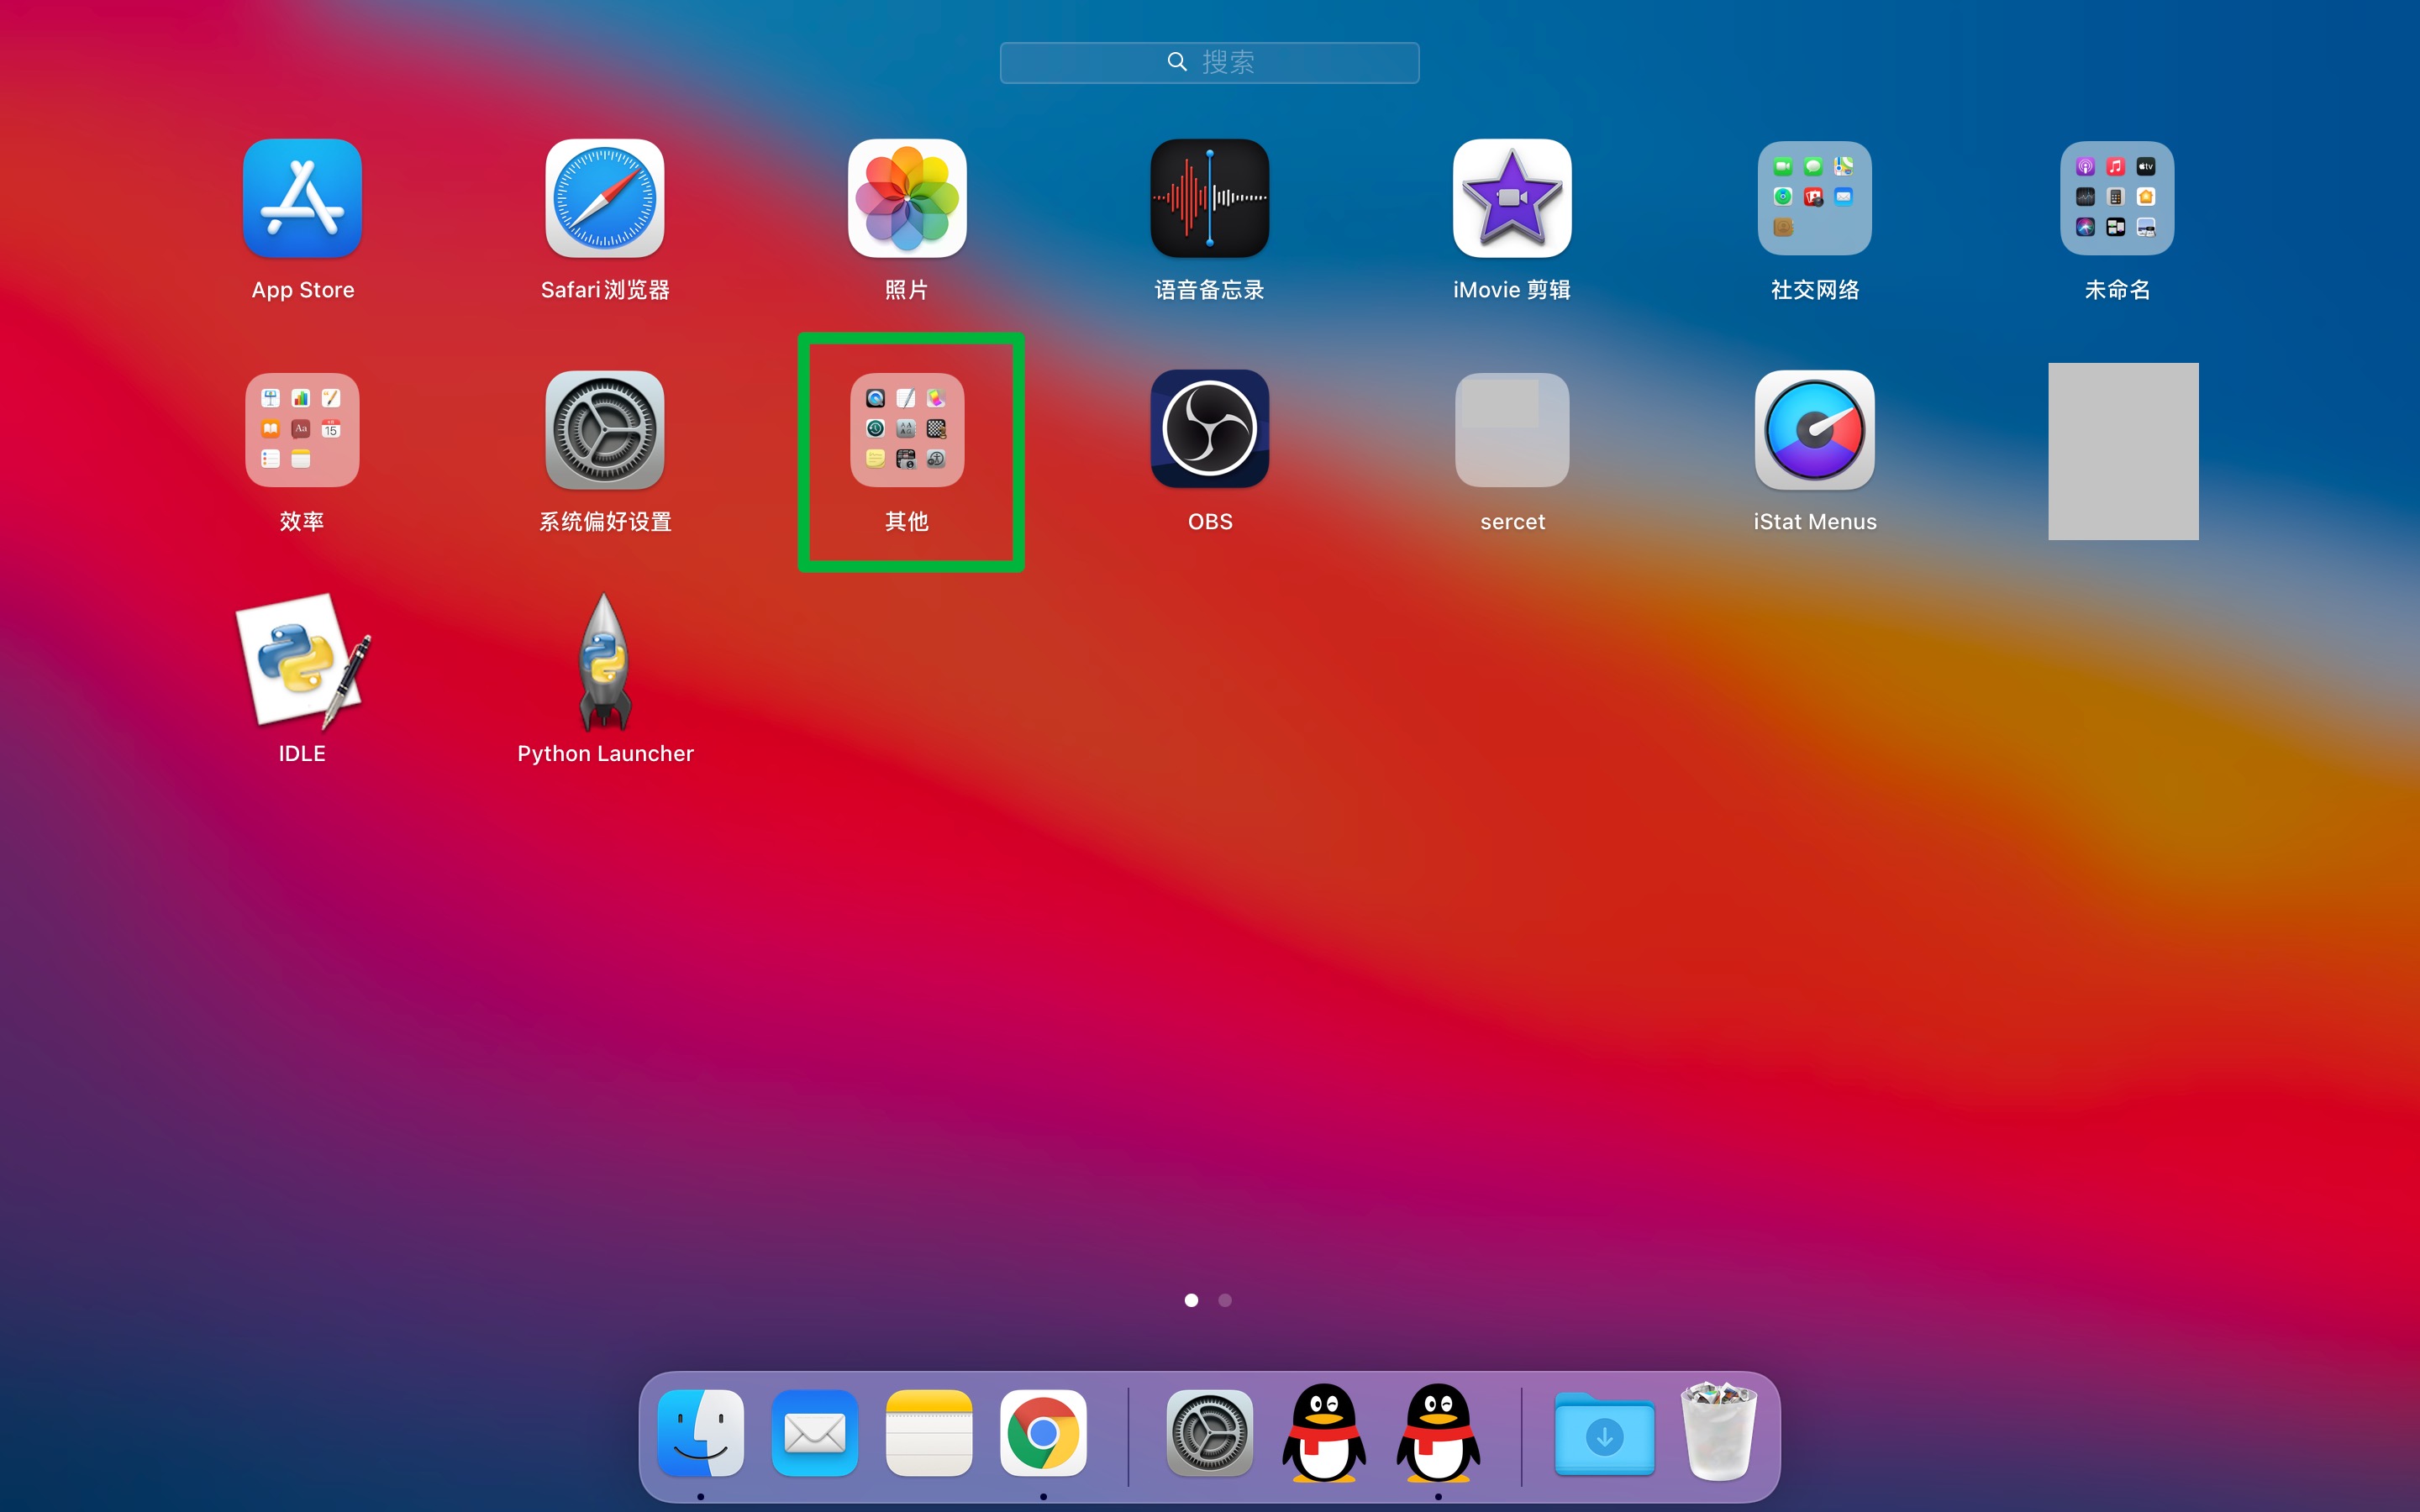 搜索
App Store
Safari浏览器
照片
语音备忘录
iMovie 剪辑
社交网络
未命名
效率
系统偏好设置
其他
OBS
sercet
iStat Menus
IDLE
Python Launcher